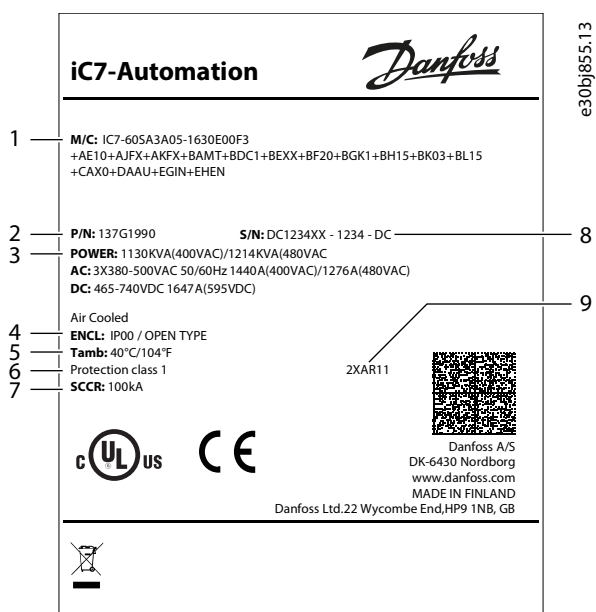 iC7-Automation
Danfoss
e30bj855.13
1
M/C: IC7-60SA3A05-1630E00F3
+AE10+AJFX+AKFX+BAMT+BDC1+BEXX+BF20+BGK1+BH15+BK03+BL15
+CAX0+DAAU+EGIN+EHEN
2
P/N: 137G1990
S/N: DC1234XX - 1234 - DC
8
3
POWER: 1130KVA(400VAC)/1214KVA(480VAC
AC: 3X380-500VAC 50/60Hz 1440A(400VAC)/1276A(480VAC)
DC: 465-740VDC 1647A(595VDC)
9
Air Cooled
4
ENCL: IP00 / OPEN TYPE
5
Tamb: 40°C/104°F
6
Protection class 1
2XAR11
7
SCCR: 100kA
C UL ® US
CE
Danfoss A/S
DK-6430 Nordborg
www.danfoss.com
MADE IN FINLAND
Danfoss Ltd.22 Wycombe End,HP9 1NB, GB